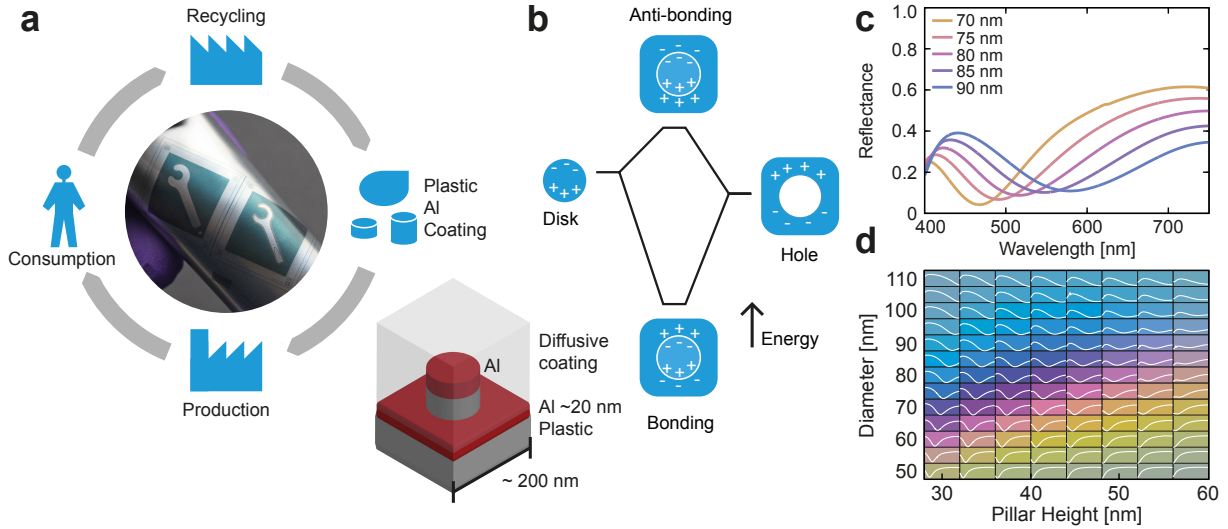 a
Recycling
Consumption
Plastic
Al
Coating
Production
Al
Diffusive
coating
Al ~20 nm
Plastic
~ 200 nm
b
Anti-bonding
Disk
Hole
Bonding
Energy
c
Reflectance
1.0
0.8
0.6
0.4
0.2
0
70 nm
75 nm
80 nm
85 nm
90 nm
400 500 600 700
Wavelength [nm]
d
Diameter [nm]
110
100
90
80
70
60
50
30 40 50 60
Pillar Height [nm]